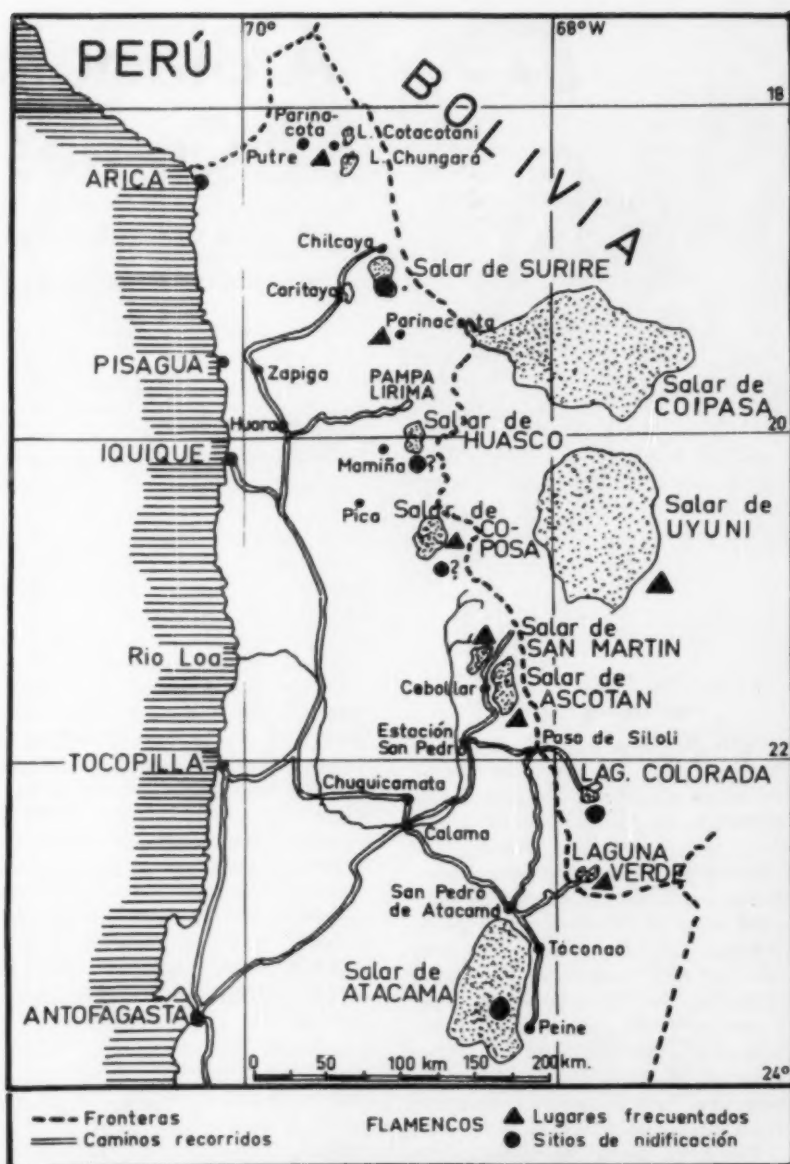 70°
68° W
PERÚ
BOLIVIA
18
Parina-
cota
L. Cotacotani
Putre
L. Chungará
ARICA
Chilcaya
Salar de SURIRE
Caritaya
Parinacota
PISAGUA
Zapiga
PAMPA
LIRIMA
Salar de
COIPASA
Huara
Salar de
HUASCO
20
IQUIQUE
Mamiña
?
Pica
Salar de
CO-
POSA
Salar de
UYUNI
?
Rio Loa
Salar de
SAN MARTIN
Cebollar
Salar de
ASCOTAN
Estación
San Pedro
Paso de Siloli
22
TOCOPILLA
LAG. COLORADA
Chuquicamata
Calama
LAGUNA
VERDE
San Pedro
de Atacama
Toconao
Salar de
ATACAMA
ANTOFAGASTA
Peine
0 50 100 km 150 200 km.
24°
Fronteras
Caminos recorridos
FLAMENCOS
Lugares frecuentados
Sitios de nidificación